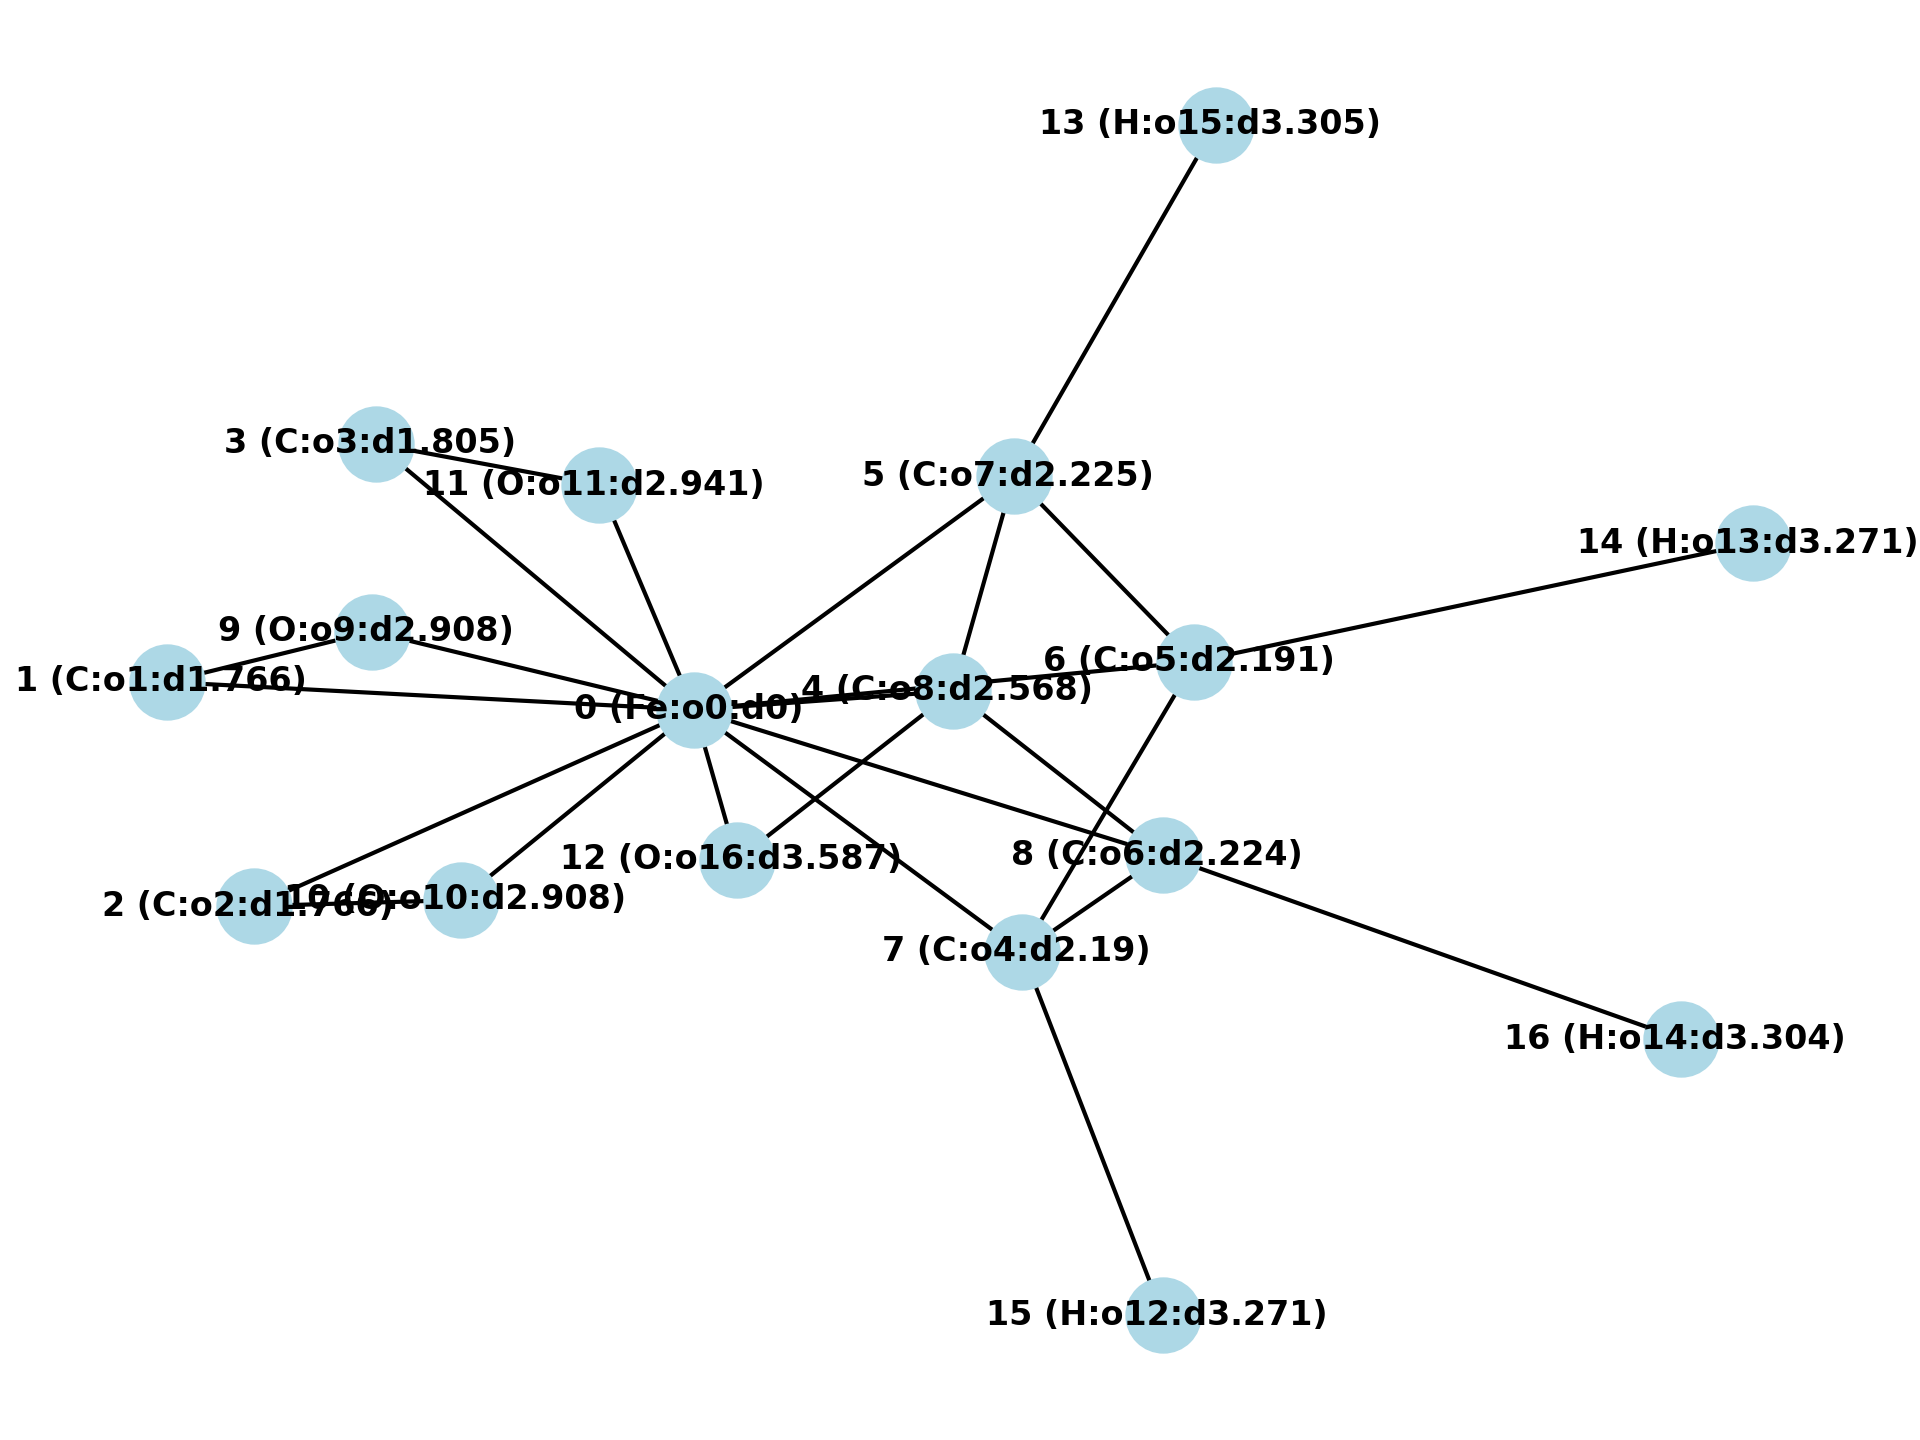 13 (H:o15:d3.305)
3 (C:o3:d1.805)
11 (O:o11:d2.941)
5 (C:o7:d2.225)
14 (H:o13:d3.271)
9 (O:o9:d2.908)
6 (C:o5:d2.191)
1 (C:o1:d1.766)
4 (C:o8:d2.568)
0 (Fe:o0:d0)
12 (O:o16:d3.587)
8 (C:o6:d2.224)
10 (O:o10:d2.908)
2 (C:o2:d1.766)
7 (C:o4:d2.19)
16 (H:o14:d3.304)
15 (H:o12:d3.271)